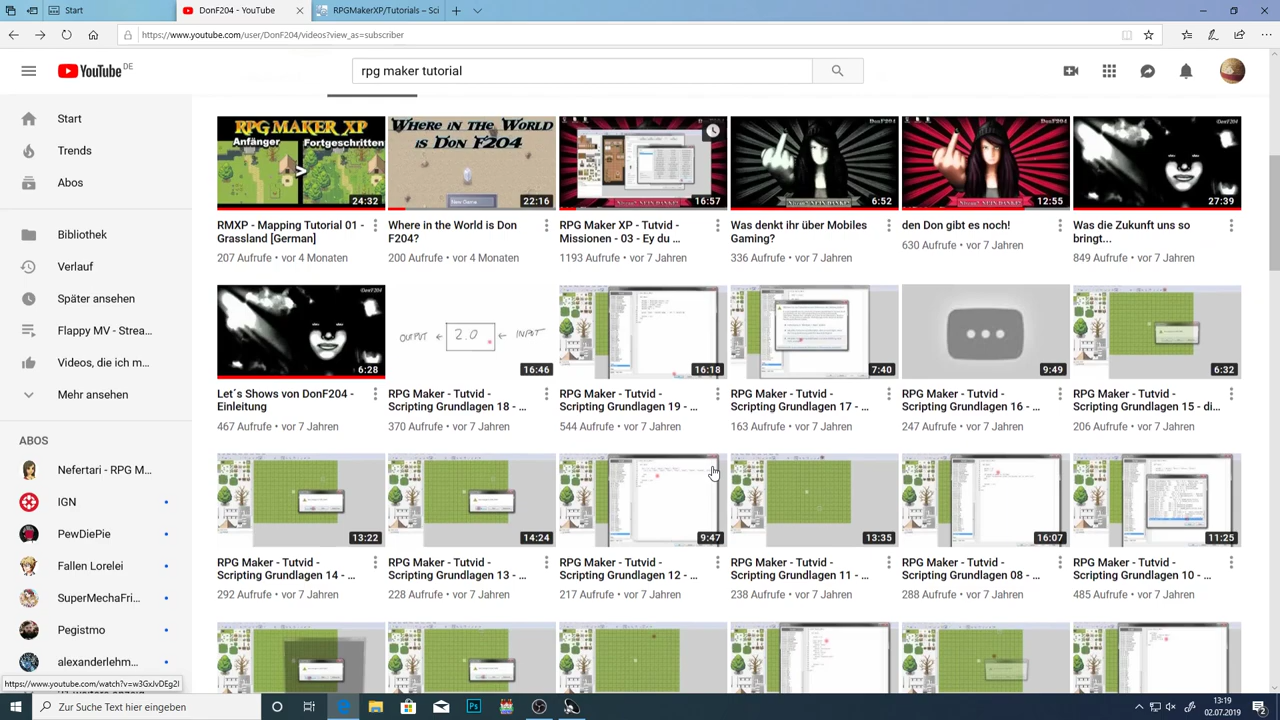 Start
DonF204 - YouTube
RPGMakerXP/Tutorials – Sci
https://www.youtube.com/user/DonF204/videos?view_as=subscriber
YouTube DE
rpg maker tutorial
Start
Trends
Abos
Bibliothek
Verlauf
Später ansehen
Flappy MV - Strea...
Videos, die ich m...
Mehr ansehen
ABOS
Nefertari - RPG M...
IGN
PewDiePie
Fallen Lorelei
SuperMechaFri...
Pegistmo
alexanderlehm...
https://www.youtube.com/watch?v=w3GxJvDEg2I
RPG MAKER XP
Anfänger
Fortgeschritten
>
24:32
WHERE IN THE WORLD
IS DON F204
New Game
22:16
DonF204
16:57
DonF204
6:52
DonF204
12:55
27:39
RMXP - Mapping Tutorial 01 -
Grassland [German]
207 Aufrufe • vor 4 Monaten
Where in the World is Don
F204?
200 Aufrufe • vor 4 Monaten
RPG Maker XP - Tutvid -
Missionen - 03 - Ey du ...
1193 Aufrufe • vor 7 Jahren
Was denkt ihr über Mobiles
Gaming?
336 Aufrufe • vor 7 Jahren
den Don gibt es noch!
630 Aufrufe • vor 7 Jahren
Was die Zukunft uns so
bringt...
849 Aufrufe • vor 7 Jahren
DonF204
6:28
OUTPUT
2.0
INPUT
16:46
16:18
7:40
9:49
6:32
Let´s Shows von DonF204 -
Einleitung
467 Aufrufe • vor 7 Jahren
RPG Maker - Tutvid -
Scripting Grundlagen 18 - ...
370 Aufrufe • vor 7 Jahren
RPG Maker - Tutvid -
Scripting Grundlagen 19 - ...
544 Aufrufe • vor 7 Jahren
RPG Maker - Tutvid -
Scripting Grundlagen 17 - ...
163 Aufrufe • vor 7 Jahren
RPG Maker - Tutvid -
Scripting Grundlagen 16 - ...
247 Aufrufe • vor 7 Jahren
RPG Maker - Tutvid -
Scripting Grundlagen 15 - di...
206 Aufrufe • vor 7 Jahren
13:22
14:24
9:47
13:35
16:07
11:25
RPG Maker - Tutvid -
Scripting Grundlagen 14 - ...
292 Aufrufe • vor 7 Jahren
RPG Maker - Tutvid -
Scripting Grundlagen 13 - ...
228 Aufrufe • vor 7 Jahren
RPG Maker - Tutvid -
Scripting Grundlagen 12 - ...
217 Aufrufe • vor 7 Jahren
RPG Maker - Tutvid -
Scripting Grundlagen 11 - ...
238 Aufrufe • vor 7 Jahren
RPG Maker - Tutvid -
Scripting Grundlagen 08 - ...
288 Aufrufe • vor 7 Jahren
RPG Maker - Tutvid -
Scripting Grundlagen 10 - ...
485 Aufrufe • vor 7 Jahren
Zur Suche Text hier eingeben
Ps
13:19
02.07.2019
2